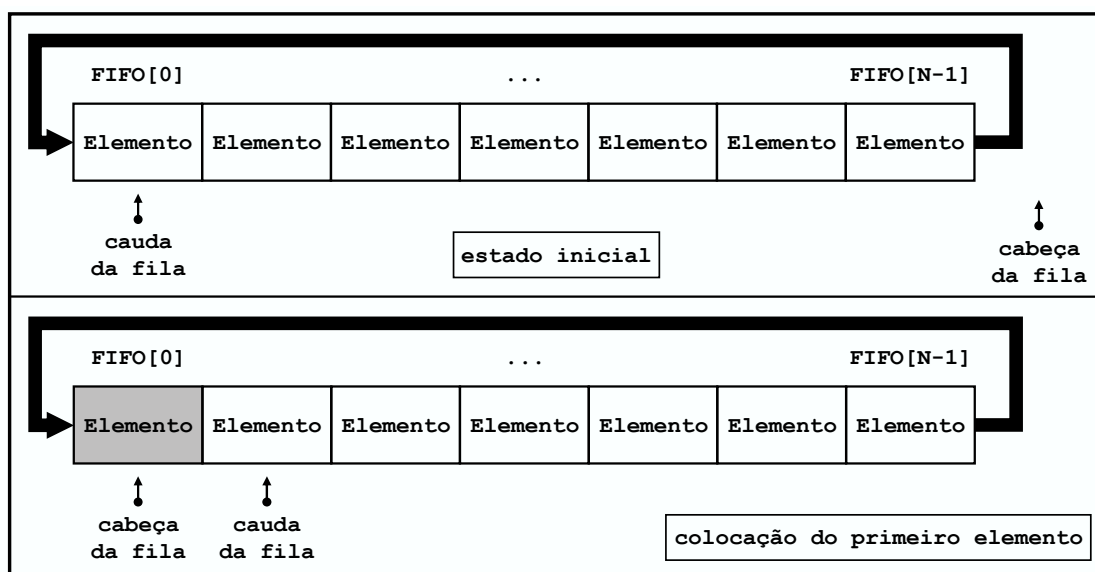 FIFO[0] ... FIFO[N-1]
Elemento Elemento Elemento Elemento Elemento Elemento Elemento
cauda
da fila
estado inicial
cabeça
da fila
FIFO[0] ... FIFO[N-1]
Elemento Elemento Elemento Elemento Elemento Elemento Elemento
cabeça
da fila
cauda
da fila
colocação do primeiro elemento